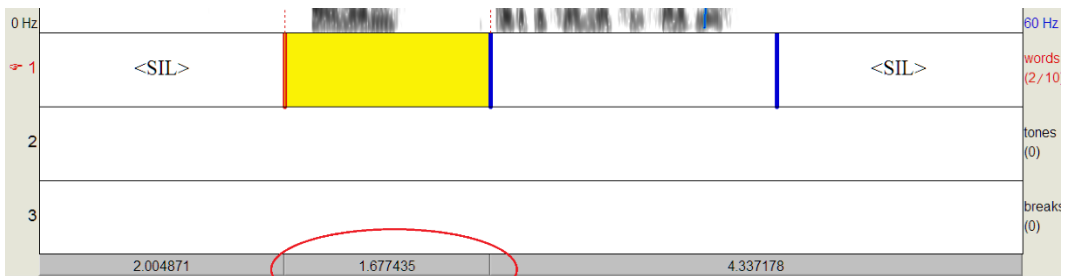 0 Hz 60 Hz
☞ 1 <SIL> <SIL> words
(2/10)
2 tones
(0)
3 breaks
(0)
2.004871 1.677435 4.337178